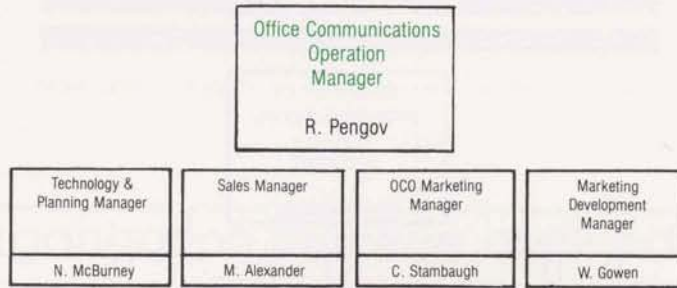 Office Communications
Operation
Manager
R. Pengov
Technology &
Planning Manager
N. McBurney
Sales Manager
M. Alexander
OCO Marketing
Manager
C. Stambaugh
Marketing
Development
Manager
W. Gowen